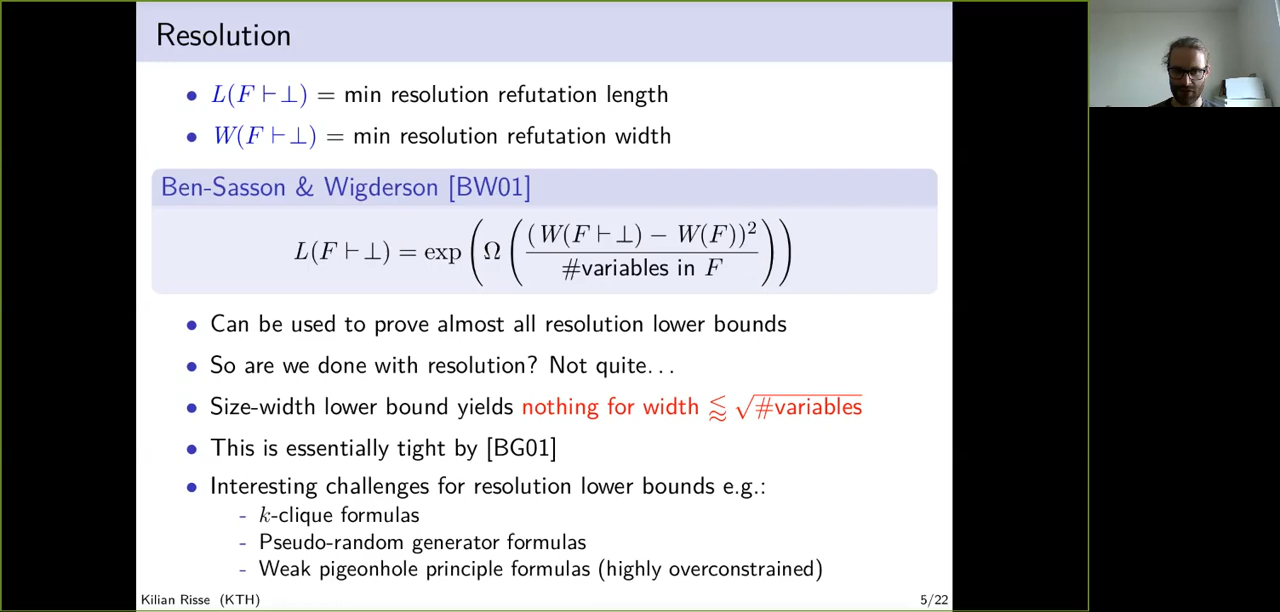 Resolution
• L(F ⊢ ⊥) = min resolution refutation length
• W(F ⊢ ⊥) = min resolution refutation width
Ben-Sasson & Wigderson [BW01]
L(F ⊢ ⊥) = exp(Ω((W(F ⊢ ⊥) − W(F))² / #variables in F))
• Can be used to prove almost all resolution lower bounds
• So are we done with resolution? Not quite...
• Size-width lower bound yields nothing for width ⪅ √#variables
• This is essentially tight by [BG01]
• Interesting challenges for resolution lower bounds e.g.:
- k-clique formulas
- Pseudo-random generator formulas
- Weak pigeonhole principle formulas (highly overconstrained)
Kilian Risse (KTH) 5/22